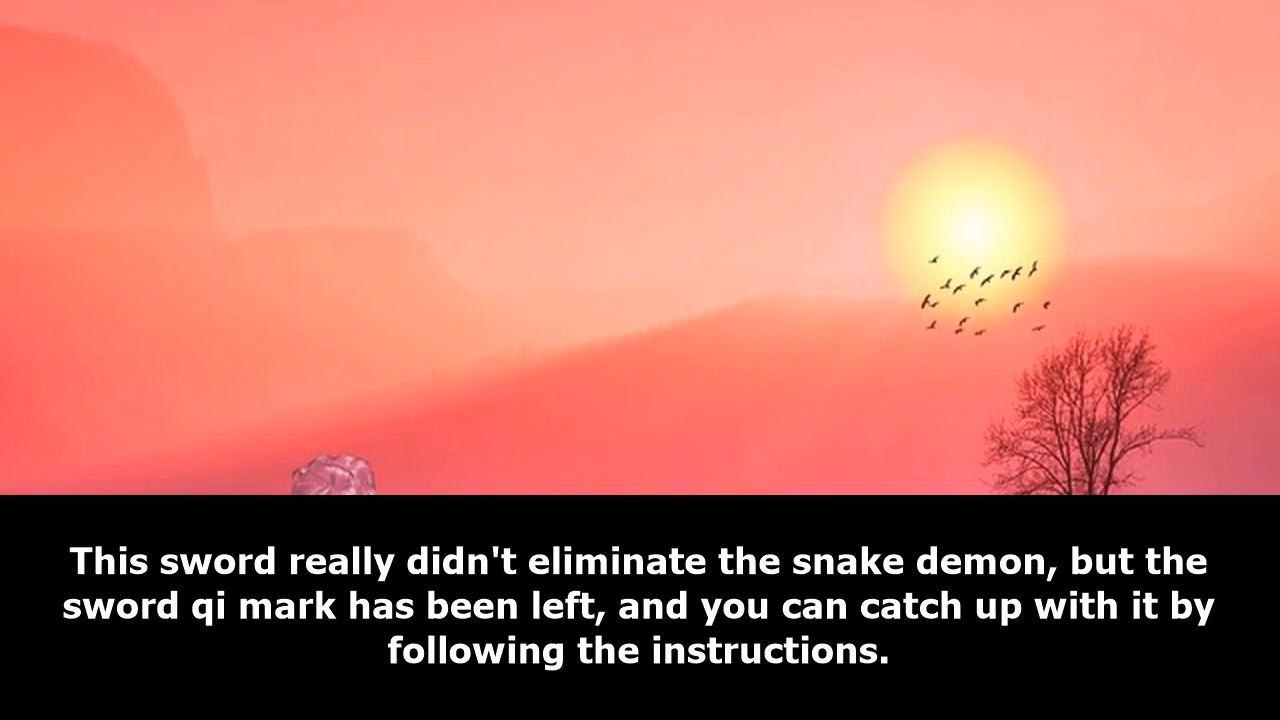 This sword really didn't eliminate the snake demon, but the
sword qi mark has been left, and you can catch up with it by
following the instructions.